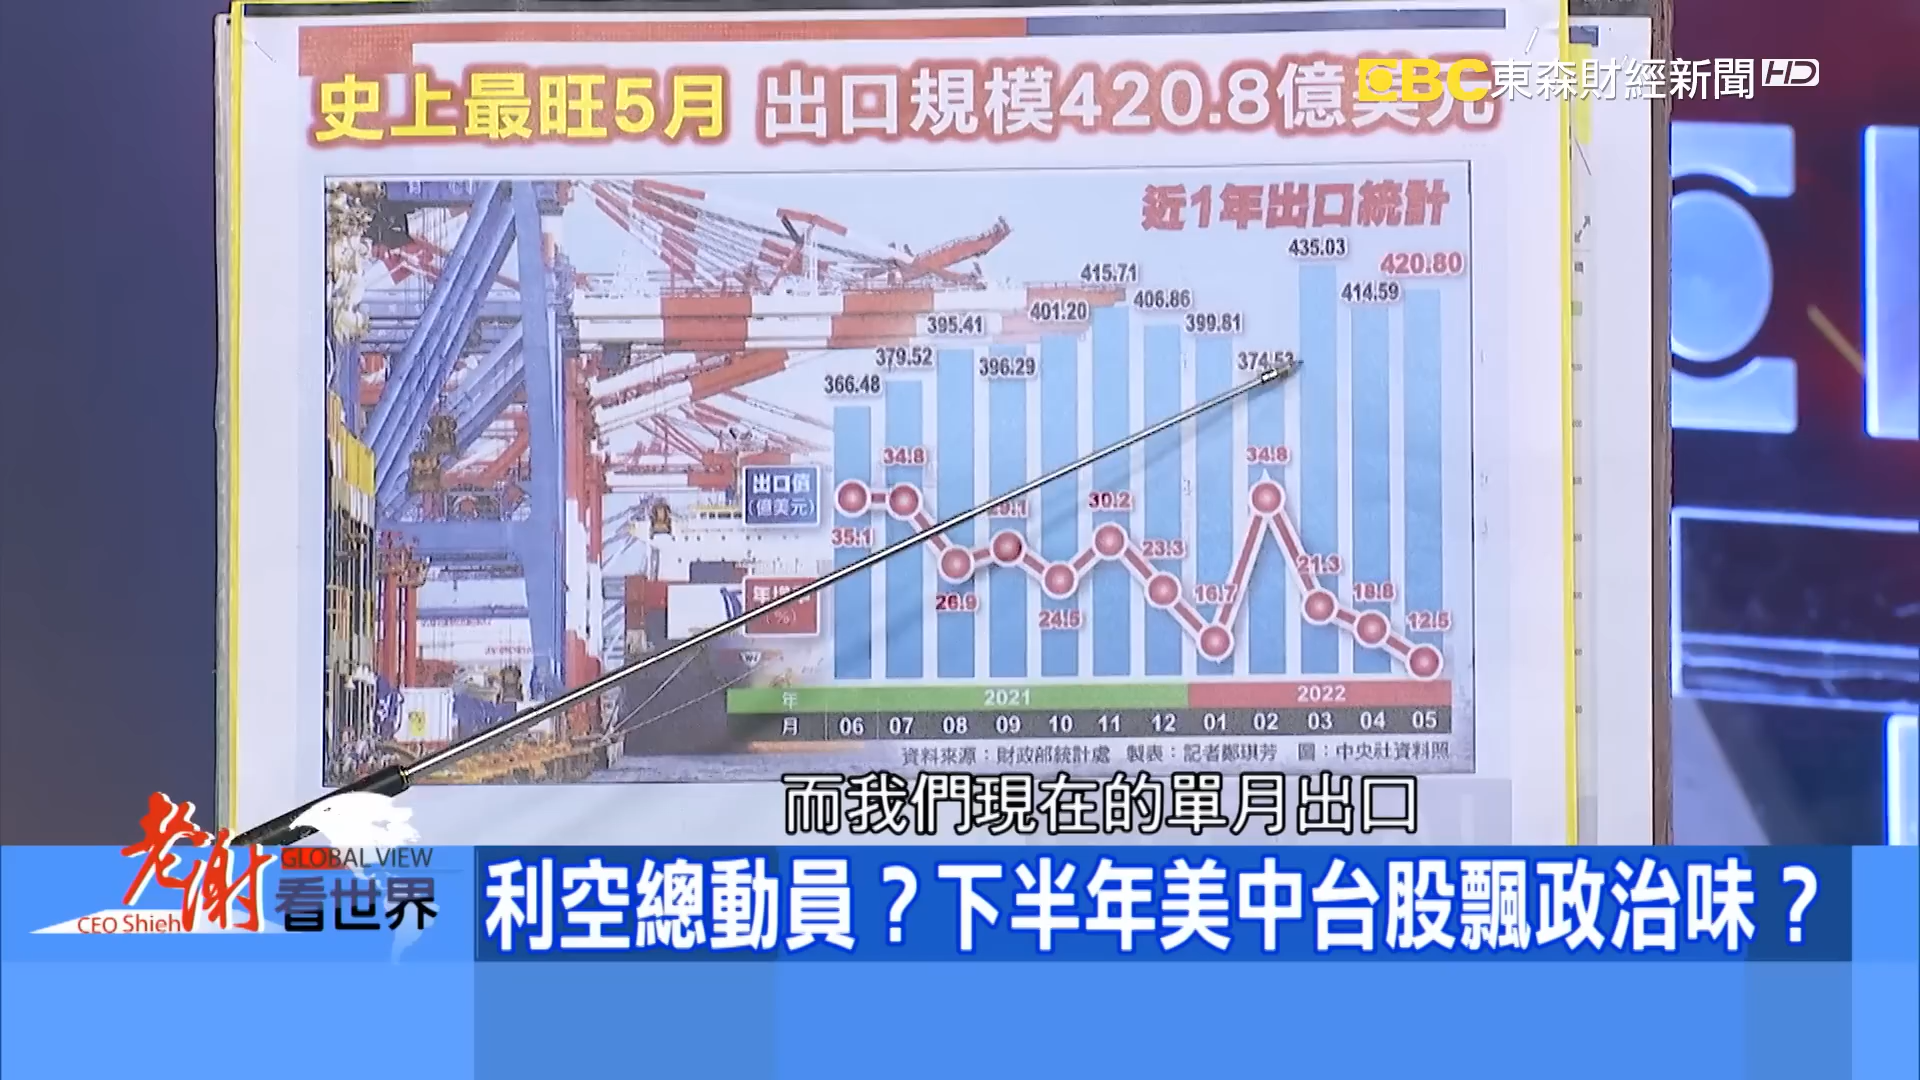 史上最旺5月 出口規模420.8億美元
EBC東森財經新聞HD
近1年出口統計
366.48
379.52
395.41
396.29
401.20
415.71
406.86
399.81
374.53
435.03
414.59
420.80
出口值
(億美元)
35.1
34.8
26.9
24.5
30.2
23.3
16.7
34.8
21.3
18.8
12.5
(%)
年 2021 2022
月 06 07 08 09 10 11 12 01 02 03 04 05
資料來源：財政部統計處 製表：記者鄭琪芳 圖：中央社資料照
而我們現在的單月出口
老謝
GLOBAL VIEW
看世界
CEO Shieh
利空總動員？下半年美中台股飄政治味？